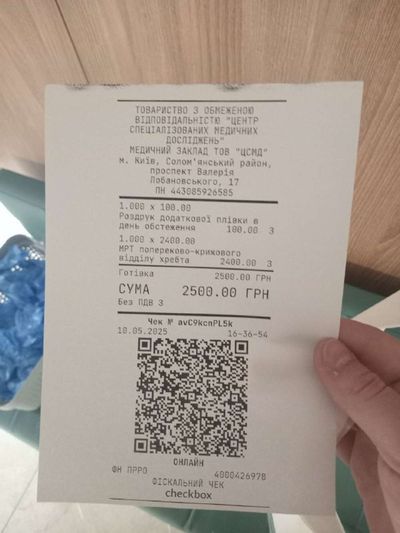 ТОВАРИСТВО З ОБМЕЖЕНОЮ
ВІДПОВІДАЛЬНІСТЮ "ЦЕНТР
СПЕЦІАЛІЗОВАНИХ МЕДИЧНИХ
ДОСЛІДЖЕНЬ"
МЕДИЧНИЙ ЗАКЛАД ТОВ "ЦСМД"
м. Київ, Солом'янський район,
проспект Валерія
Лобановського, 17
ПН 443085926585
1.000 x 100.00
Роздрук додаткової плівки в
день обстеження 100.00 З
1.000 x 2400.00
МРТ попереково-крижового
відділу хребта 2400.00 З
Готівка 2500.00 ГРН
СУМА 2500.00 ГРН
Без ПДВ З
Чек № avC9kcnPL5k
10.05.2025 16-36-54
ОНЛАЙН
ФН ПРРО 4000426978
ФІСКАЛЬНИЙ ЧЕК
checkbox